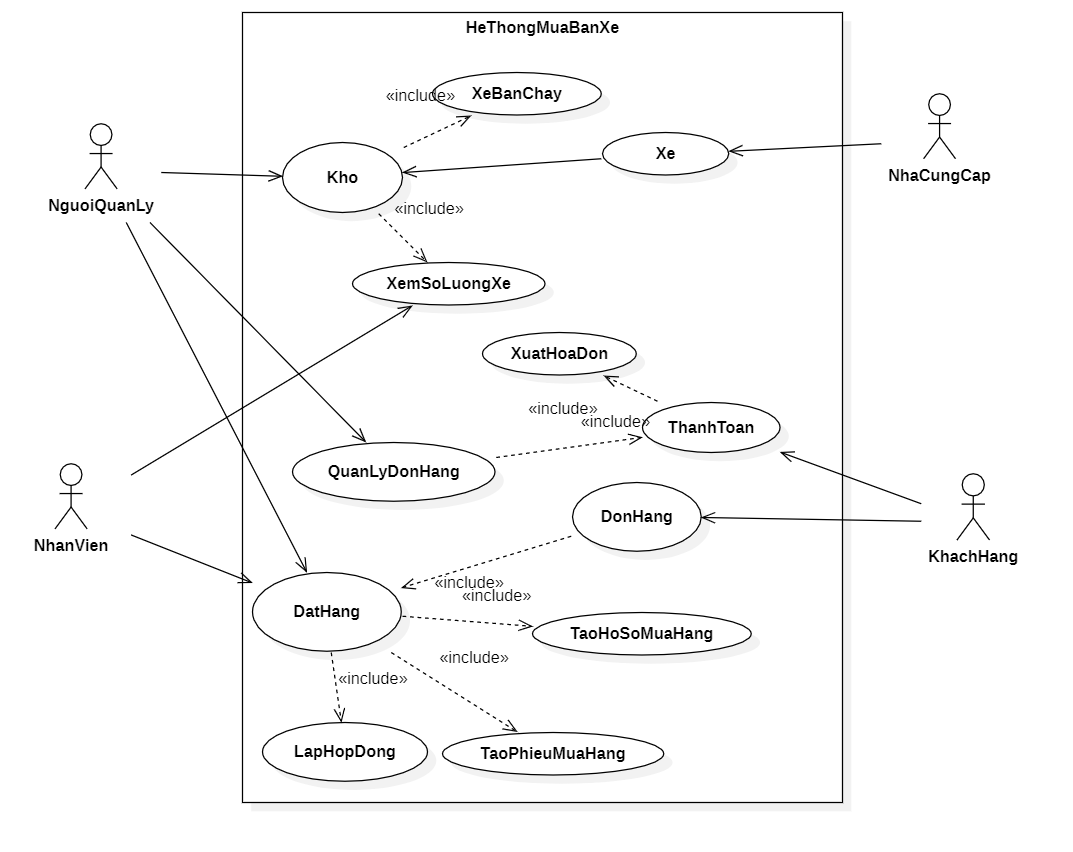 HeThongMuaBanXe
«include»
XeBanChay
Xe
NhaCungCap
Kho
NguoiQuanLy
«include»
XemSoLuongXe
XuatHoaDon
«include»
«include»
ThanhToan
QuanLyDonHang
DonHang
NhanVien
KhachHang
«include»
«include»
DatHang
TaoHoSoMuaHang
«include»
«include»
LapHopDong
TaoPhieuMuaHang